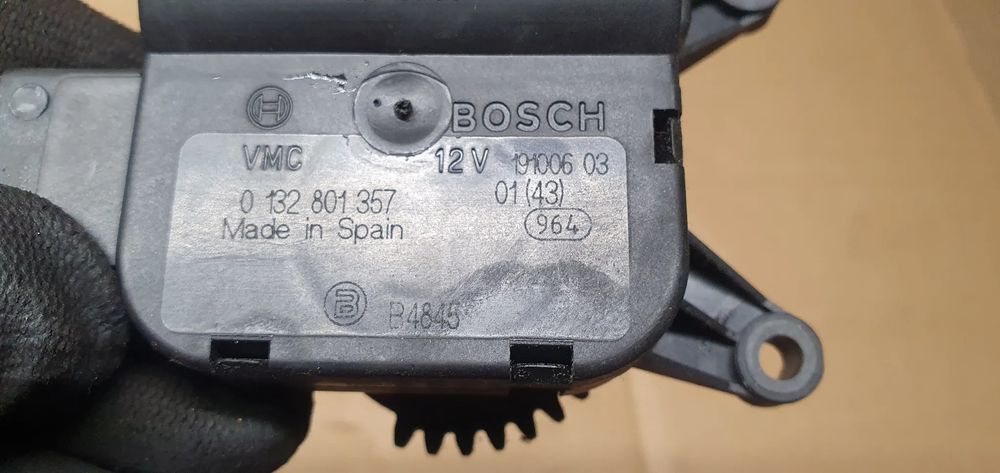 BOSCH
VMC 12 V 191006 03
0 132 801 357 01 (43)
Made in Spain 964
B B4845